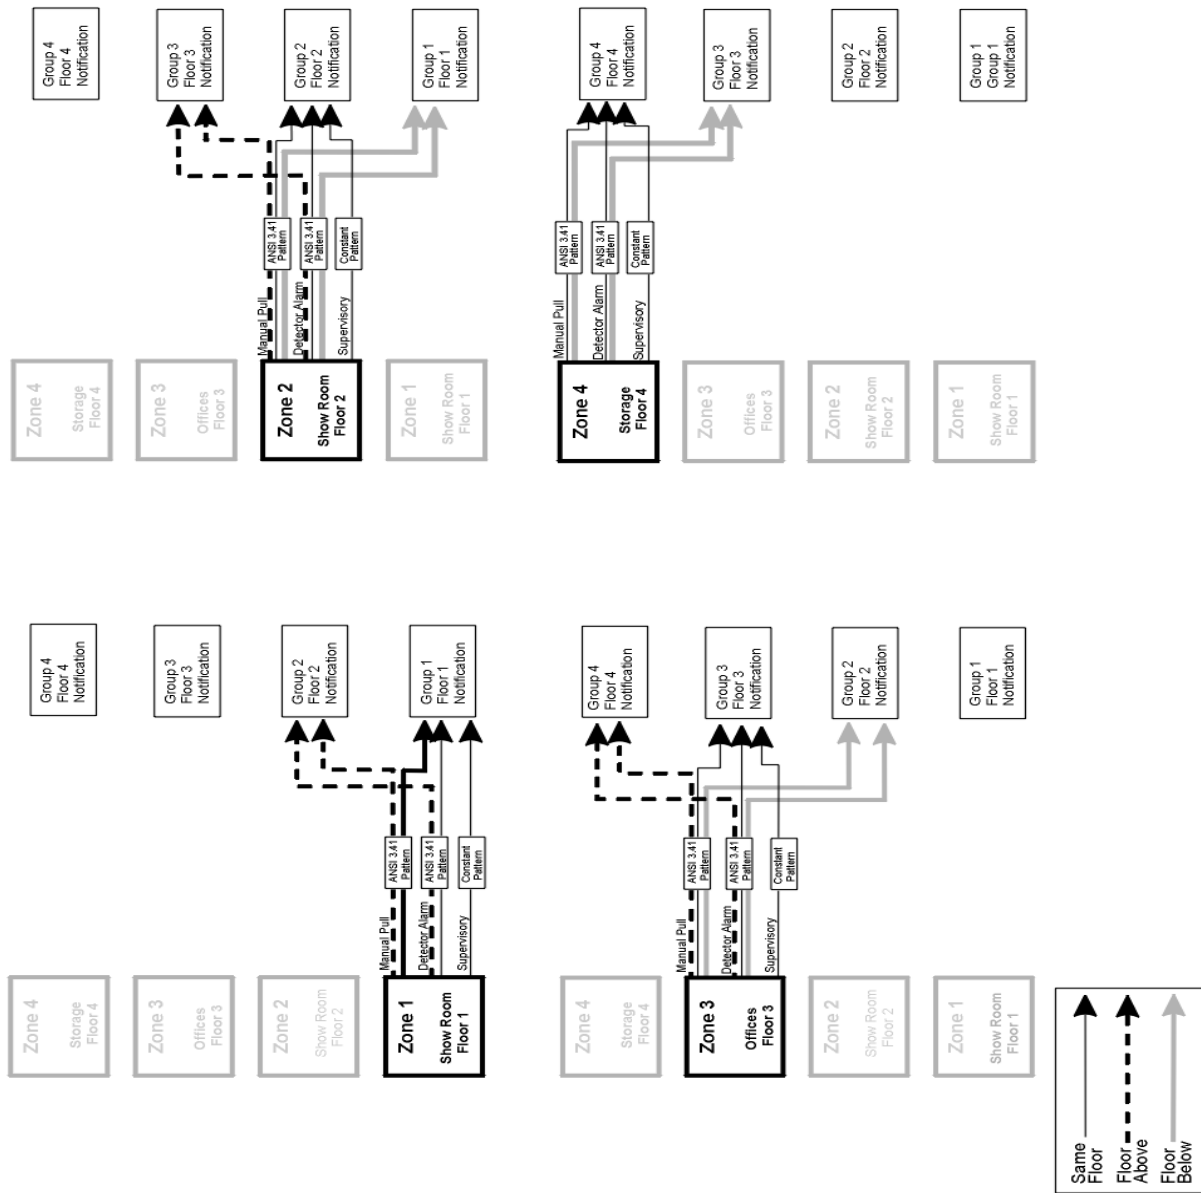 Zone 4
Storage
Floor 4
Group 4
Floor 4
Notification
Zone 3
Offices
Floor 3
Group 3
Floor 3
Notification
Zone 2
Show Room
Floor 2
Group 2
Floor 2
Notification
Zone 1
Show Room
Floor 1
Manual Pull
ANSI 3.41
Pattern
Detector Alarm
ANSI 3.41
Pattern
Supervisory
Constant
Pattern
Group 1
Floor 1
Notification
Zone 4
Storage
Floor 4
Group 4
Floor 4
Notification
Zone 3
Offices
Floor 3
Group 3
Floor 3
Notification
Zone 2
Show Room
Floor 2
Manual Pull
ANSI 3.41
Pattern
Detector Alarm
ANSI 3.41
Pattern
Supervisory
Constant
Pattern
Group 2
Floor 2
Notification
Zone 1
Show Room
Floor 1
Group 1
Floor 1
Notification
Zone 4
Storage
Floor 4
Group 4
Floor 4
Notification
Zone 3
Offices
Floor 3
Manual Pull
ANSI 3.41
Pattern
Detector Alarm
ANSI 3.41
Pattern
Supervisory
Constant
Pattern
Group 3
Floor 3
Notification
Zone 2
Show Room
Floor 2
Group 2
Floor 2
Notification
Zone 1
Show Room
Floor 1
Group 1
Floor 1
Notification
Zone 4
Storage
Floor 4
Manual Pull
ANSI 3.41
Pattern
Detector Alarm
ANSI 3.41
Pattern
Supervisory
Constant
Pattern
Group 4
Floor 4
Notification
Zone 3
Offices
Floor 3
Group 3
Floor 3
Notification
Zone 2
Show Room
Floor 2
Group 2
Floor 2
Notification
Zone 1
Show Room
Floor 1
Group 1
Group 1
Notification
Same
Floor
Floor
Above
Floor
Below